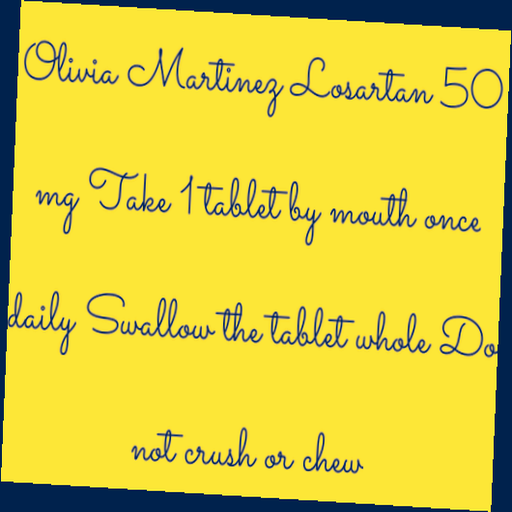 Olivia Martinez Losartan 50
mg Take 1 tablet by mouth once
daily Swallow the tablet whole Do
not crush or chew